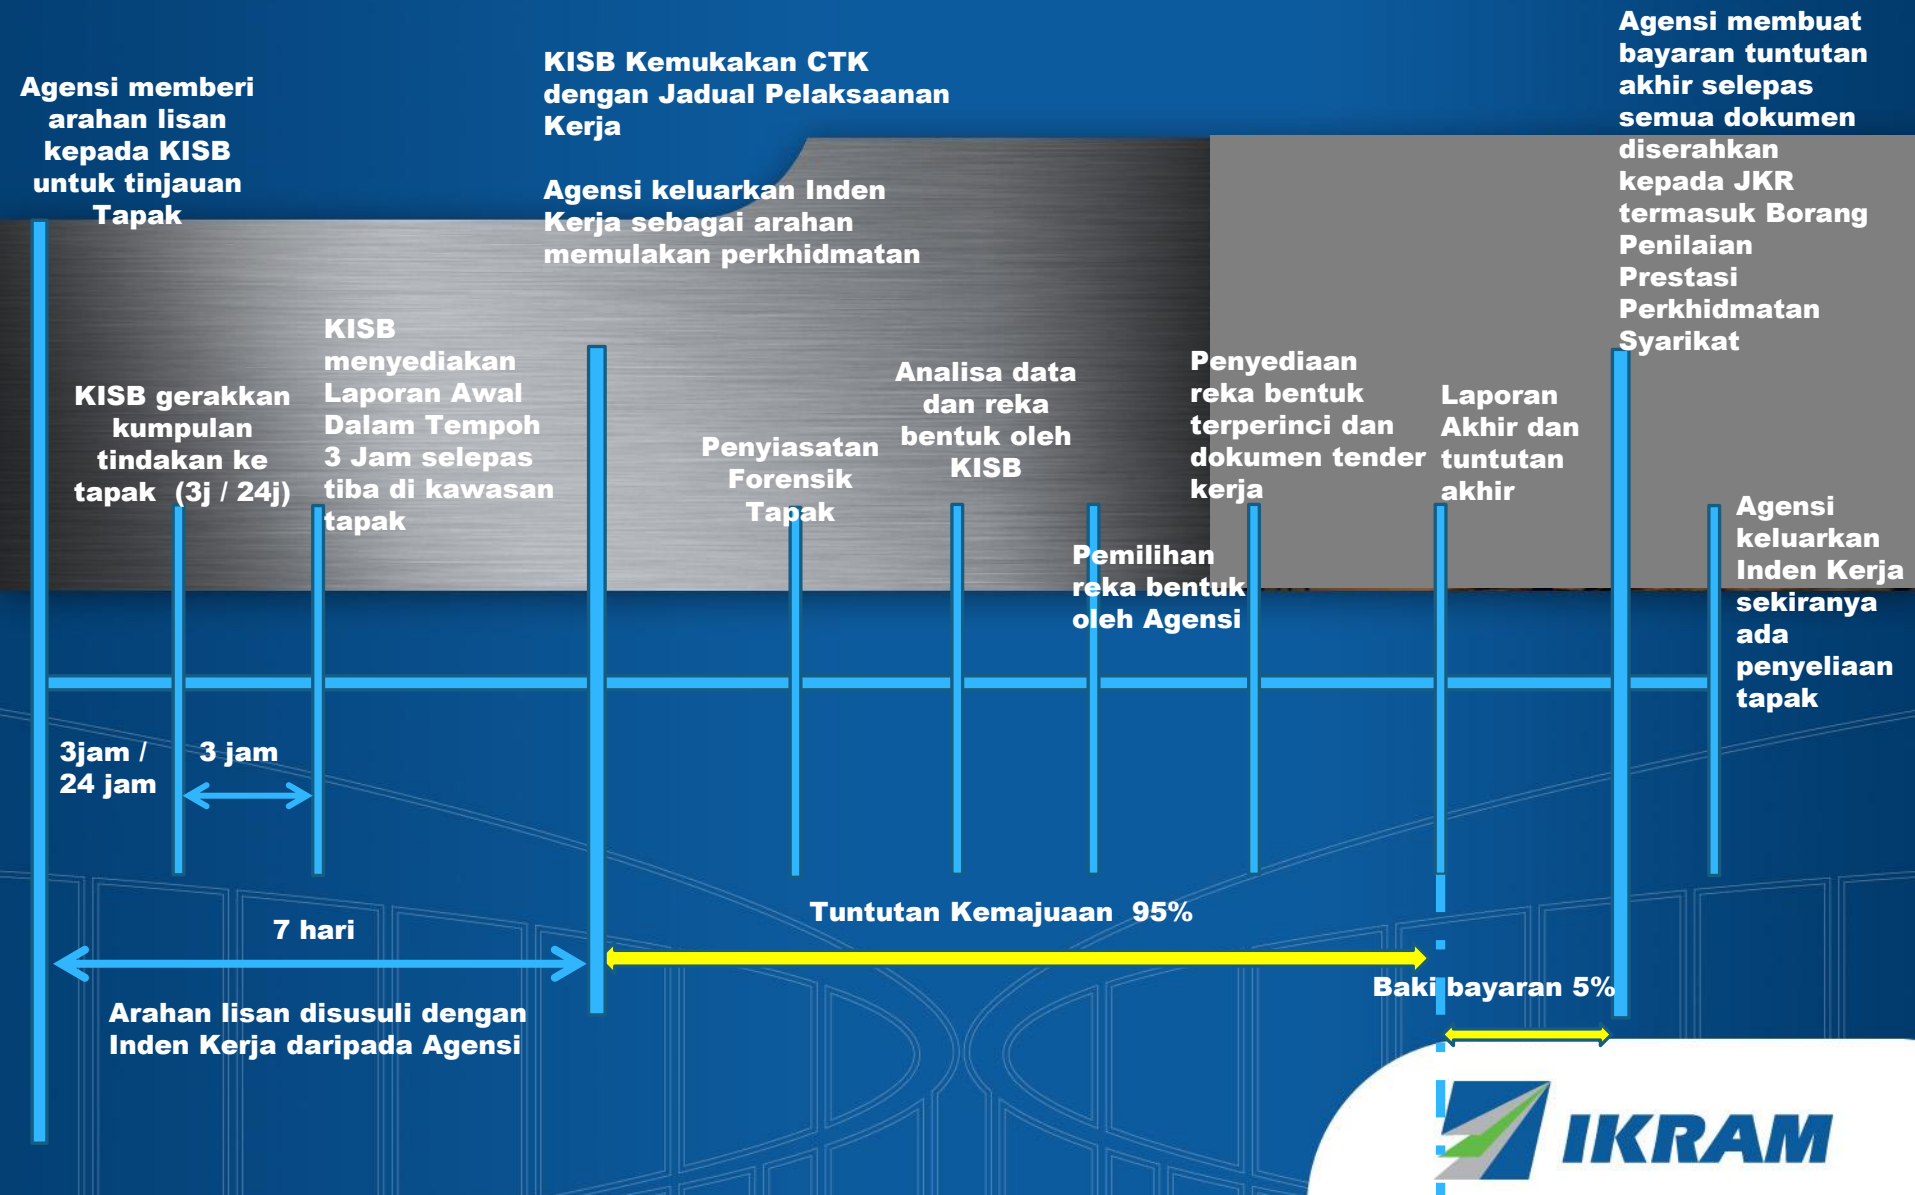 Agensi memberi
arahan lisan
kepada KISB
untuk tinjauan
Tapak
KISB Kemukakan CTK
dengan Jadual Pelaksaanan
Kerja
Agensi keluarkan Inden
Kerja sebagai arahan
memulakan perkhidmatan
Agensi membuat
bayaran tuntutan
akhir selepas
semua dokumen
diserahkan
kepada JKR
termasuk Borang
Penilaian
Prestasi
Perkhidmatan
Syarikat
KISB gerakkan
kumpulan
tindakan ke
tapak (3j / 24j)
KISB
menyediakan
Laporan Awal
Dalam Tempoh
3 Jam selepas
tiba di kawasan
tapak
Penyiasatan
Forensik
Tapak
Analisa data
dan reka
bentuk oleh
KISB
Pemilihan
reka bentuk
oleh Agensi
Penyediaan
reka bentuk
terperinci dan
dokumen tender
kerja
Laporan
Akhir dan
tuntutan
akhir
Agensi
keluarkan
Inden Kerja
sekiranya
ada
penyeliaan
tapak
3jam /
24 jam
3 jam
7 hari
Tuntutan Kemajuaan 95%
Baki bayaran 5%
Arahan lisan disusuli dengan
Inden Kerja daripada Agensi
IKRAM